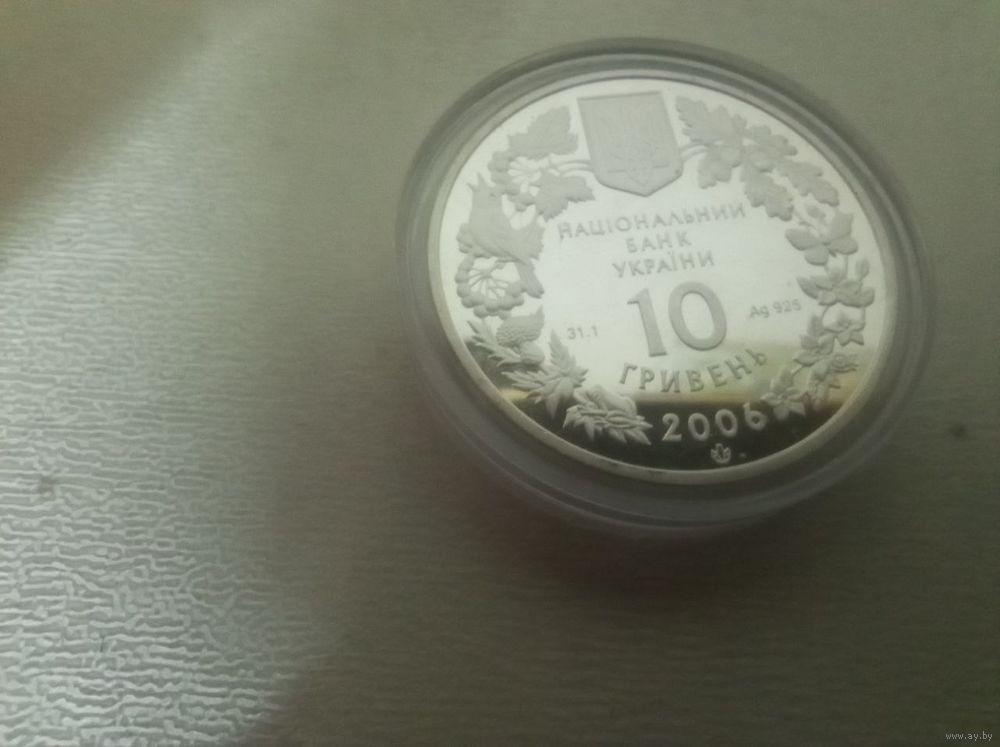 НАЦІОНАЛЬНИЙ
БАНК
УКРАЇНИ
31.1
10
Ag 925
ГРИВЕНЬ
2006
www.ay.by